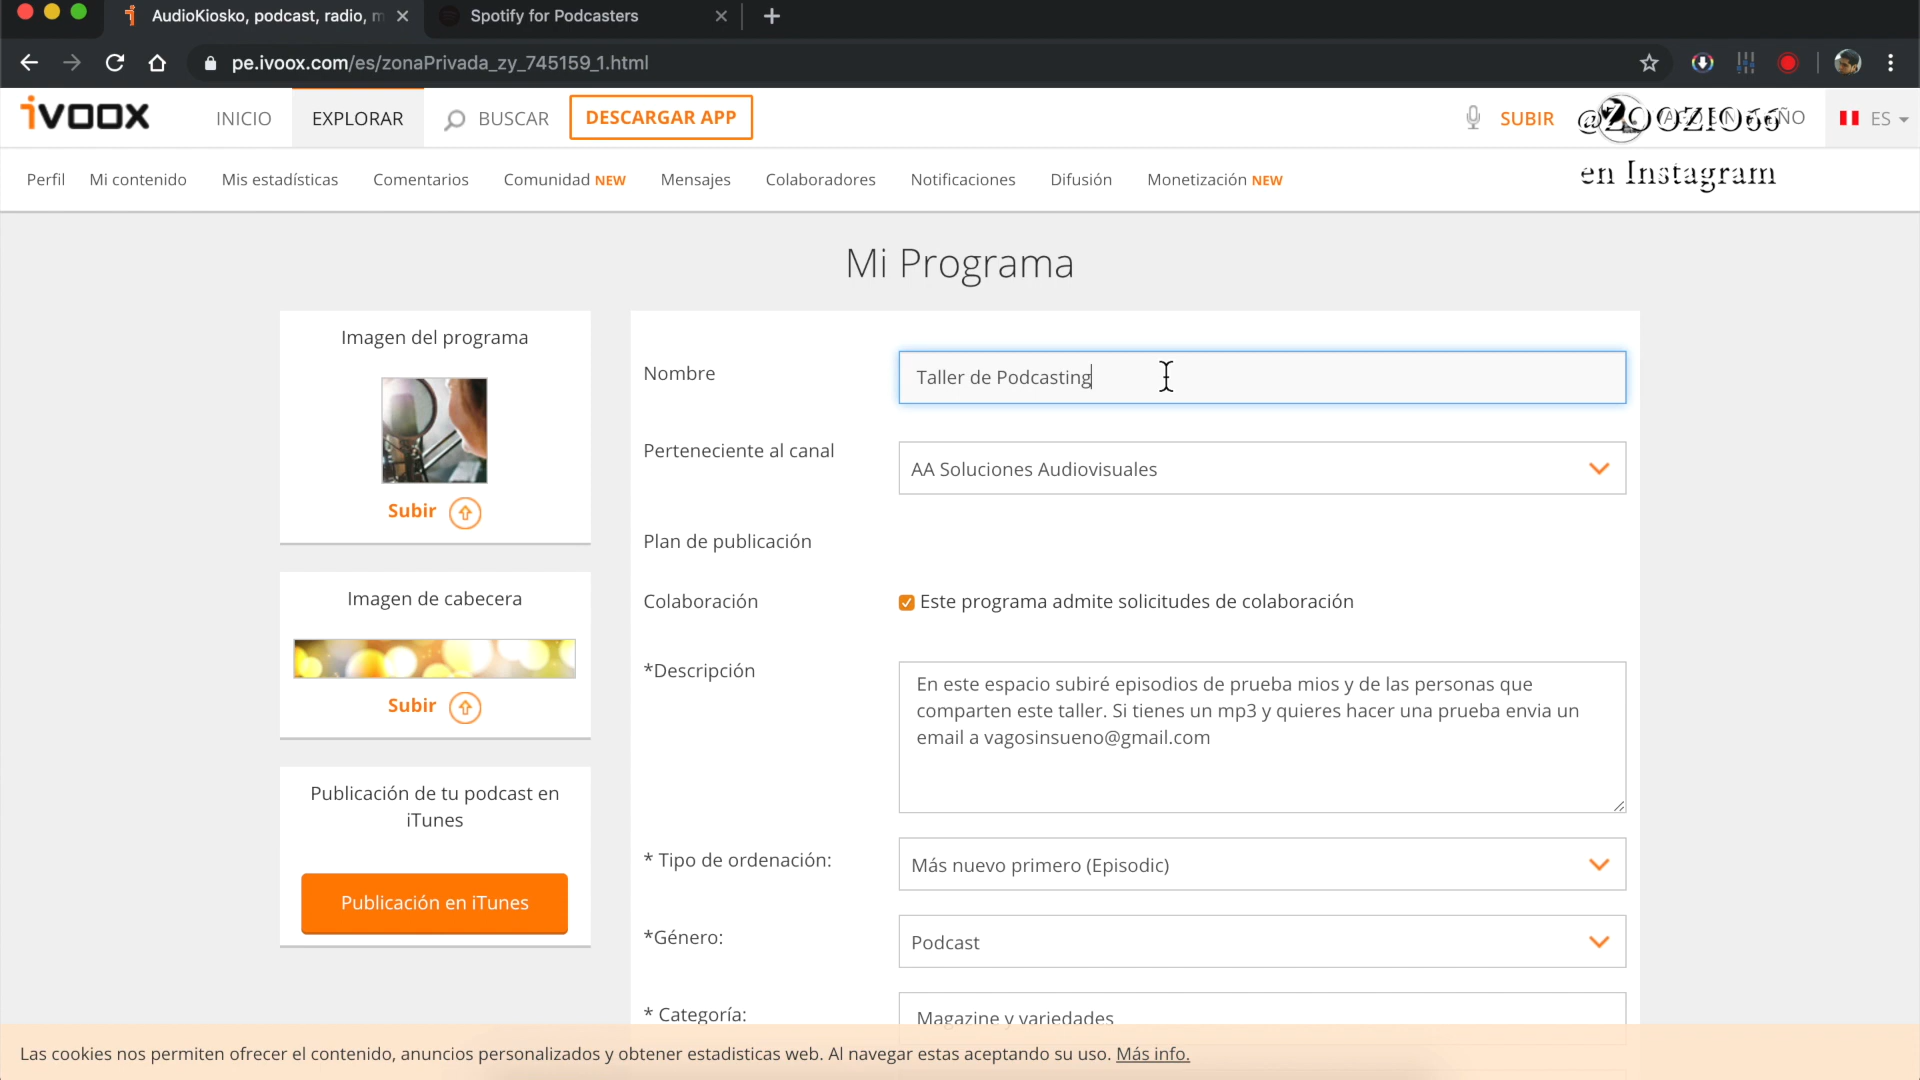 AudioKiosko, podcast, radio, m
Spotify for Podcasters
pe.ivoox.com/es/zonaPrivada_zy_745159_1.html
ivoox
INICIO
EXPLORAR
BUSCAR
DESCARGAR APP
SUBIR
@ZOOZIO66
ES
en Instagram
Perfil
Mi contenido
Mis estadísticas
Comentarios
Comunidad NEW
Mensajes
Colaboradores
Notificaciones
Difusión
Monetización NEW
Mi Programa
Imagen del programa
Subir
Imagen de cabecera
Subir
Publicación de tu podcast en
iTunes
Publicación en iTunes
Nombre
Taller de Podcasting
Perteneciente al canal
AA Soluciones Audiovisuales
Plan de publicación
Colaboración
Este programa admite solicitudes de colaboración
*Descripción
En este espacio subiré episodios de prueba mios y de las personas que
comparten este taller. Si tienes un mp3 y quieres hacer una prueba envia un
email a vagosinsueno@gmail.com
* Tipo de ordenación:
Más nuevo primero (Episodic)
*Género:
Podcast
* Categoría:
Magazine y variedades
Las cookies nos permiten ofrecer el contenido, anuncios personalizados y obtener estadisticas web. Al navegar estas aceptando su uso. Más info.